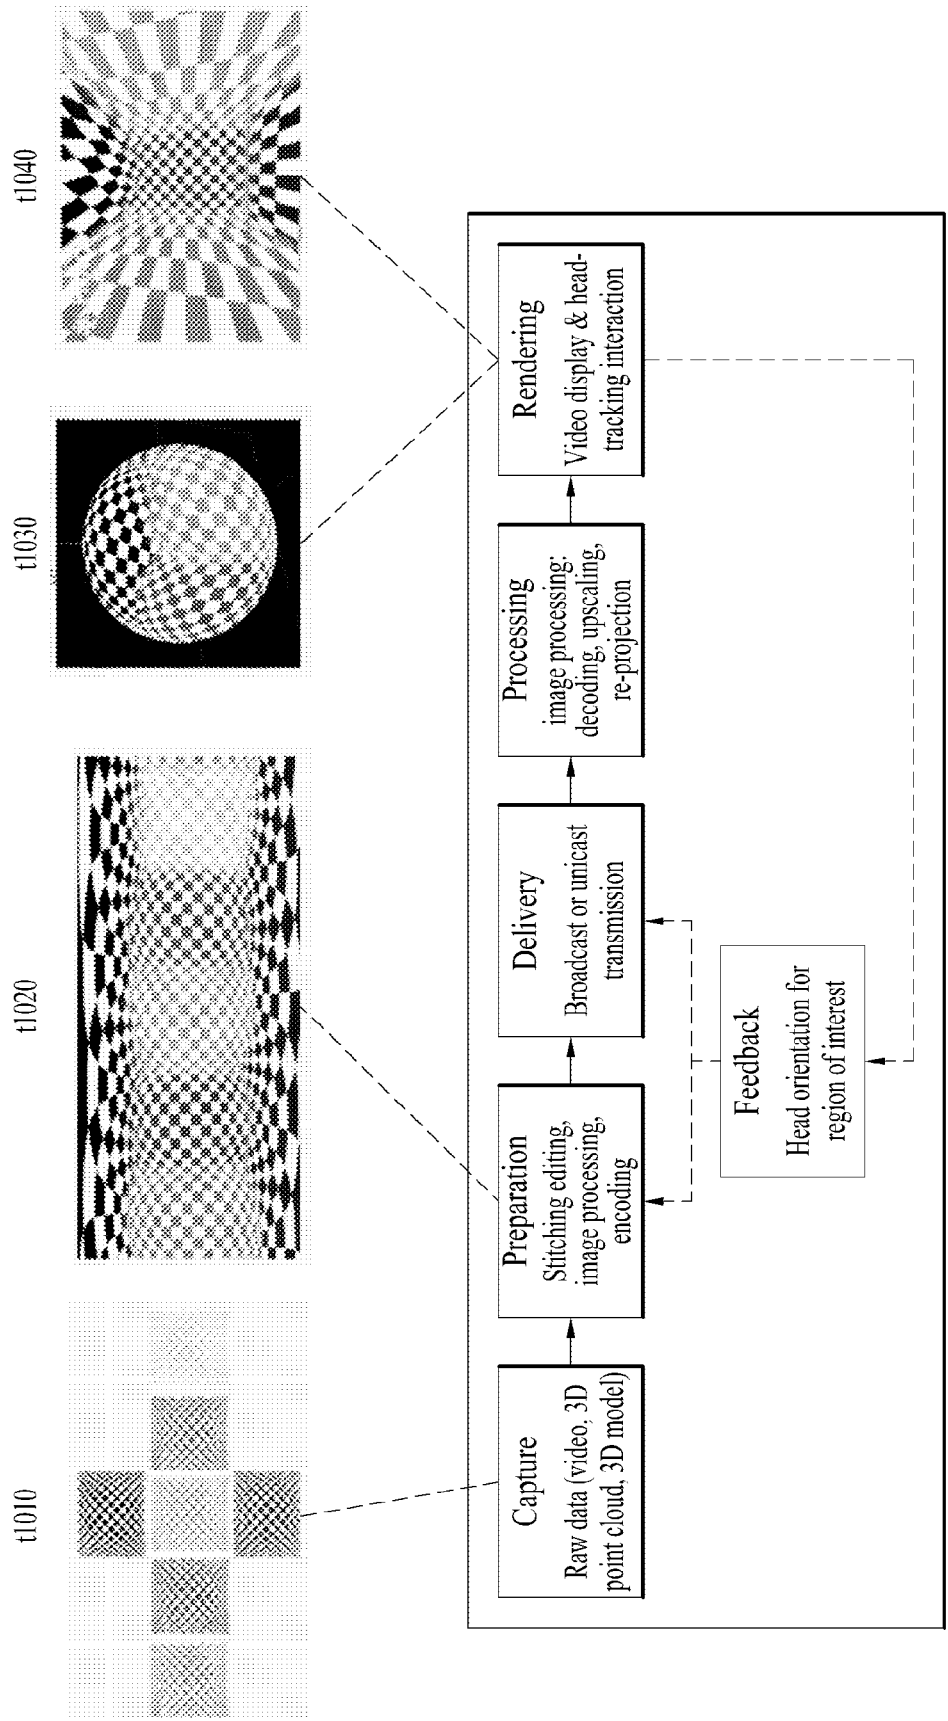 t1010
t1020
t1030
t1040
Capture
Raw data (video, 3D
point cloud, 3D model)
Preparation
Stitching editing,
image processing,
encoding
Delivery
Broadcast or unicast
transmission
Processing
image processing:
decoding, upscaling,
re-projection
Rendering
Video display & head-
tracking interaction
Feedback
Head orientation for
region of interest